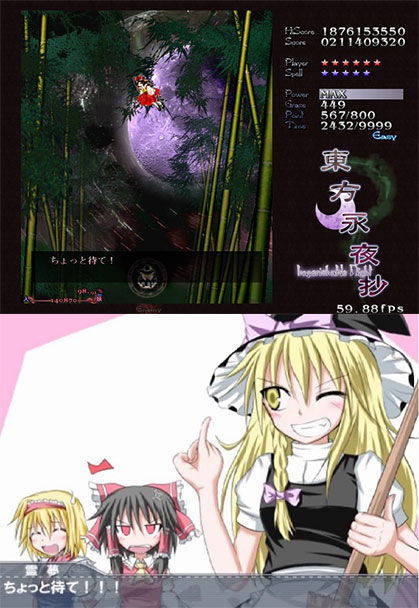 HiScore 1876153550
Score 0211409320
Player ★★★★★★
Spell ★★★★★
Power MAX
Graze 449
Point 567/800
Time 2432/9999
Easy
東方永夜抄
Imperishable Night
ちょっと待て！
Enemy
59.88fps
霊夢
ちょっと待て！！！